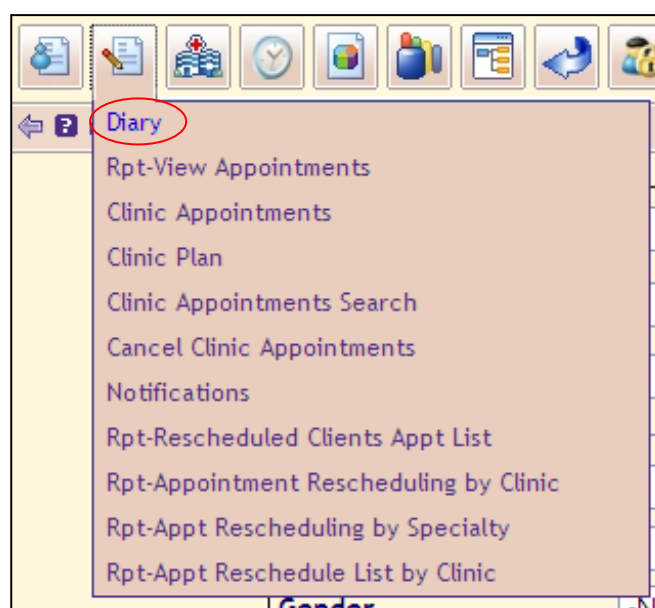 Diary
Rpt-View Appointments
Clinic Appointments
Clinic Plan
Clinic Appointments Search
Cancel Clinic Appointments
Notifications
Rpt-Rescheduled Clients Appt List
Rpt-Appointment Rescheduling by Clinic
Rpt-Appt Rescheduling by Specialty
Rpt-Appt Reschedule List by Clinic
Gender